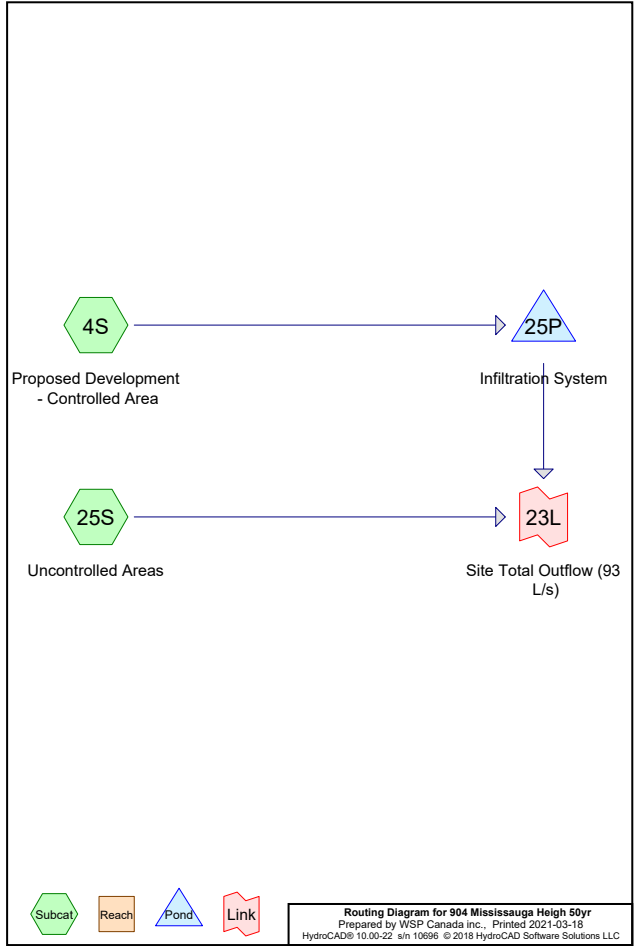 4S
25P
Proposed Development
- Controlled Area
Infiltration System
25S
23L
Uncontrolled Areas
Site Total Outflow (93
L/s)
Subcat
Reach
Pond
Link
Routing Diagram for 904 Mississauga Heigh 50yr
Prepared by WSP Canada inc., Printed 2021-03-18
HydroCAD® 10.00-22 s/n 10696 © 2018 HydroCAD Software Solutions LLC